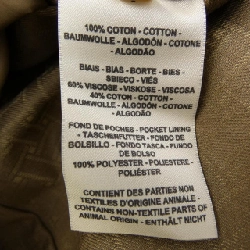 100% COTON - COTTON -
BAUMWOLLE - ALGODÓN - COTONE
- ALGODÃO
BIAIS - BIAS - BORTE - BIES -
SBIECO - VIÉS
60% VISCOSE - VISKOSE - VISCOSA
40% COTON - COTTON -
BAUMWOLLE - ALGODÓN - COTONE
- ALGODÃO
FOND DE POCHES - POCKET LINING
- TASCHENFUTTER - FONDO DE
BOLSILLO - FONDO TASCA - FUNDO
DE BOLSO
100% POLYESTER - POLIESTERE -
POLIÉSTER
CONTIENT DES PARTIES NON
TEXTILES D'ORIGINE ANIMALE -
CONTAINS NON-TEXTILE PARTS OF
ANIMAL ORIGIN - ENTHÄLT NICHT